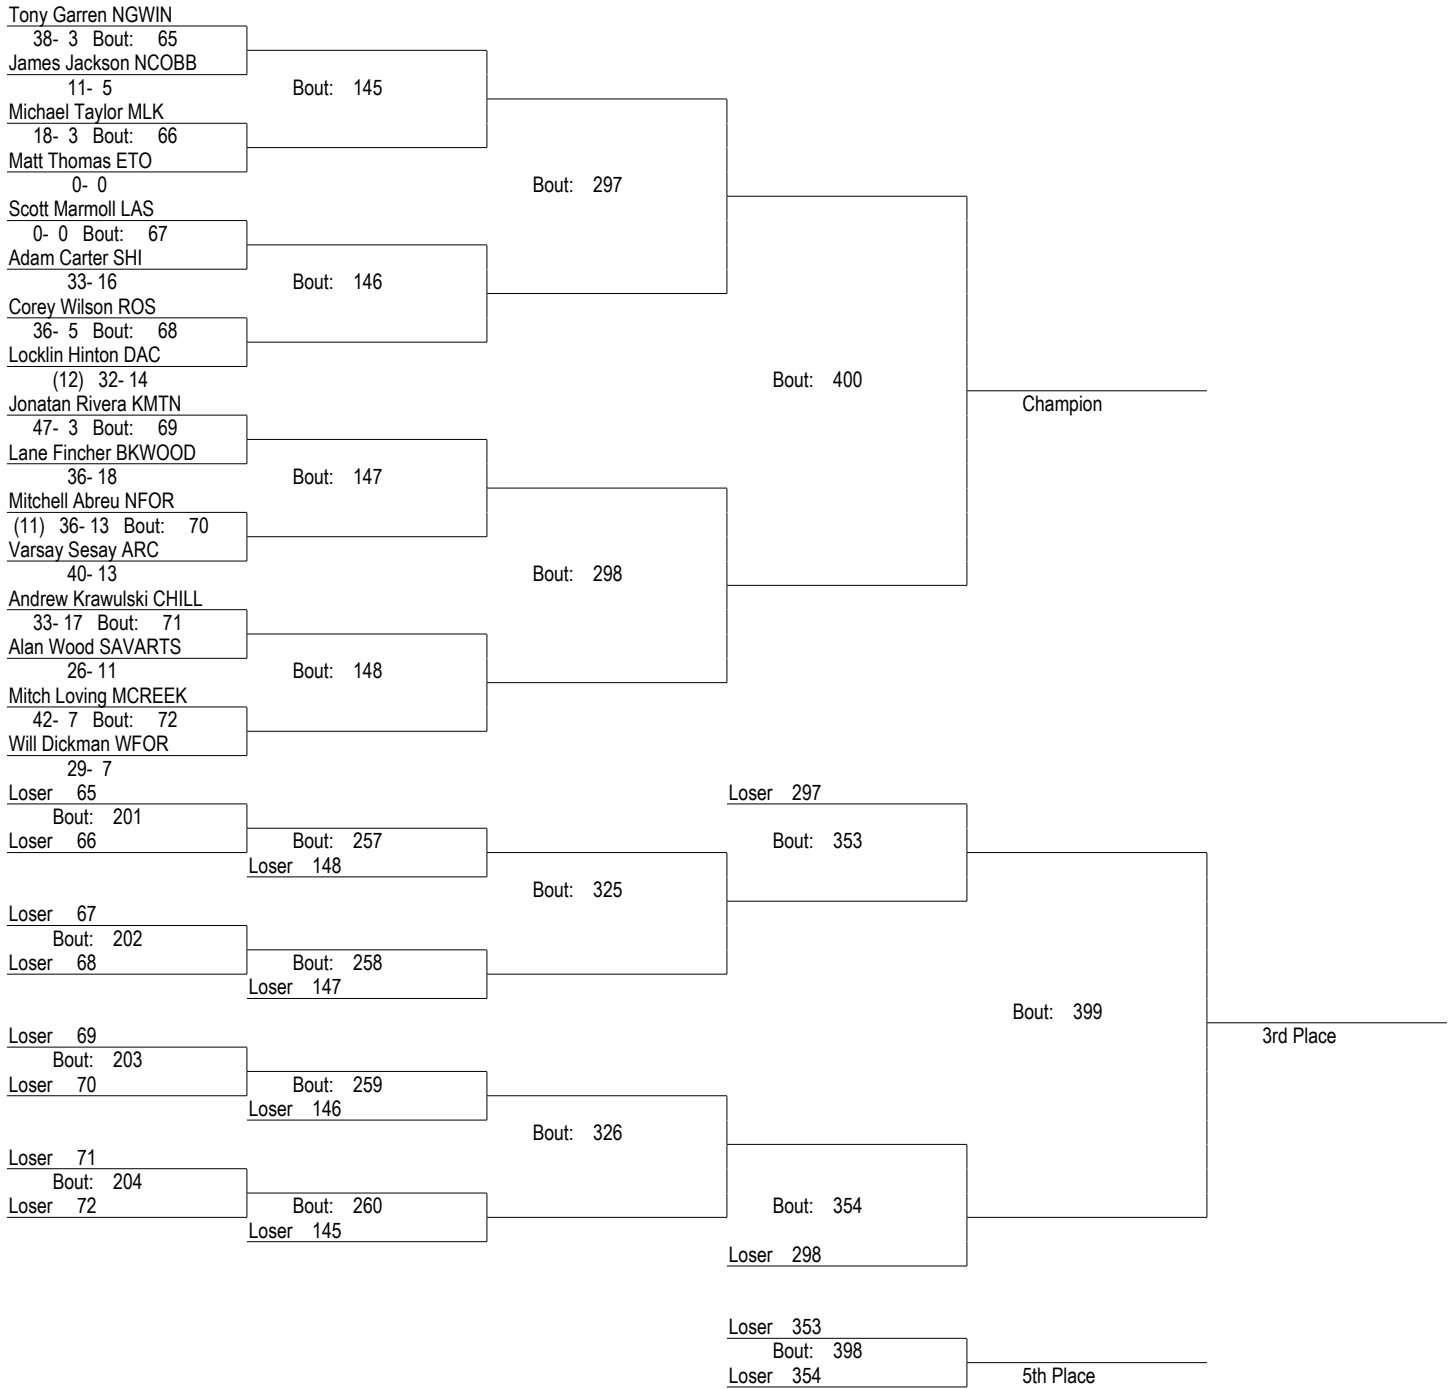 Tony Garren NGWIN
38- 3 Bout: 65
James Jackson NCOBB
11- 5 Bout: 145
Michael Taylor MLK
18- 3 Bout: 66
Matt Thomas ETO
0- 0 Bout: 297
Scott Marmoll LAS
0- 0 Bout: 67
Adam Carter SHI
33- 16 Bout: 146
Corey Wilson ROS
36- 5 Bout: 68
Locklin Hinton DAC
(12) 32- 14 Bout: 400
Jonatan Rivera KMTN Champion
47- 3 Bout: 69
Lane Fincher BKWOOD
36- 18 Bout: 147
Mitchell Abreu NFOR
(11) 36- 13 Bout: 70
Varsay Sesay ARC
40- 13 Bout: 298
Andrew Krawulski CHILL
33- 17 Bout: 71
Alan Wood SAVARTS
26- 11 Bout: 148
Mitch Loving MCREEK
42- 7 Bout: 72
Will Dickman WFOR
29- 7
Loser 65 Loser 297
Bout: 201
Loser 66 Bout: 257 Bout: 353
Loser 148
Bout: 325
Loser 67
Bout: 202
Loser 68 Bout: 258
Loser 147
Bout: 399
Loser 69 3rd Place
Bout: 203
Loser 70 Bout: 259
Loser 146
Bout: 326
Loser 71
Bout: 204
Loser 72 Bout: 260 Bout: 354
Loser 145
Loser 298
Loser 353
Bout: 398
Loser 354 5th Place